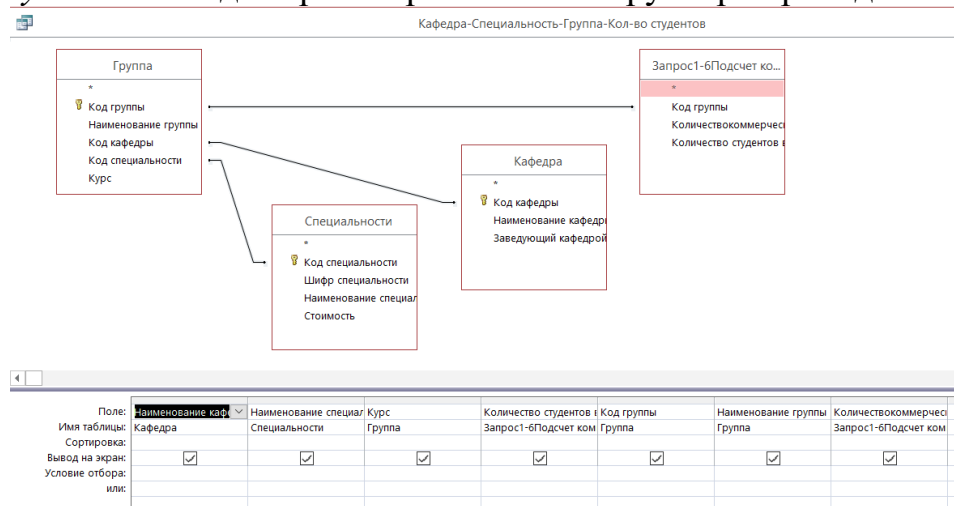 Кафедра-Специальность-Группа-Кол-во студентов
Группа
*
Код группы
Наименование группы
Код кафедры
Код специальности
Курс
Специальности
*
Код специальности
Шифр специальности
Наименование специал
Стоимость
Кафедра
*
Код кафедры
Наименование кафедр
Заведующий кафедрой
Запрос1-6Подсчет ко...
*
Код группы
Количествокоммерчес
Количество студентов в
Поле: Наименование кафе Наименование специал Курс Количество студентов в Код группы Наименование группы Количествокоммерчес
Имя таблицы: Кафедра Специальности Группа Запрос1-6Подсчет ком Группа Группа Запрос1-6Подсчет ком
Сортировка:
Вывод на экран:
Условие отбора:
или: